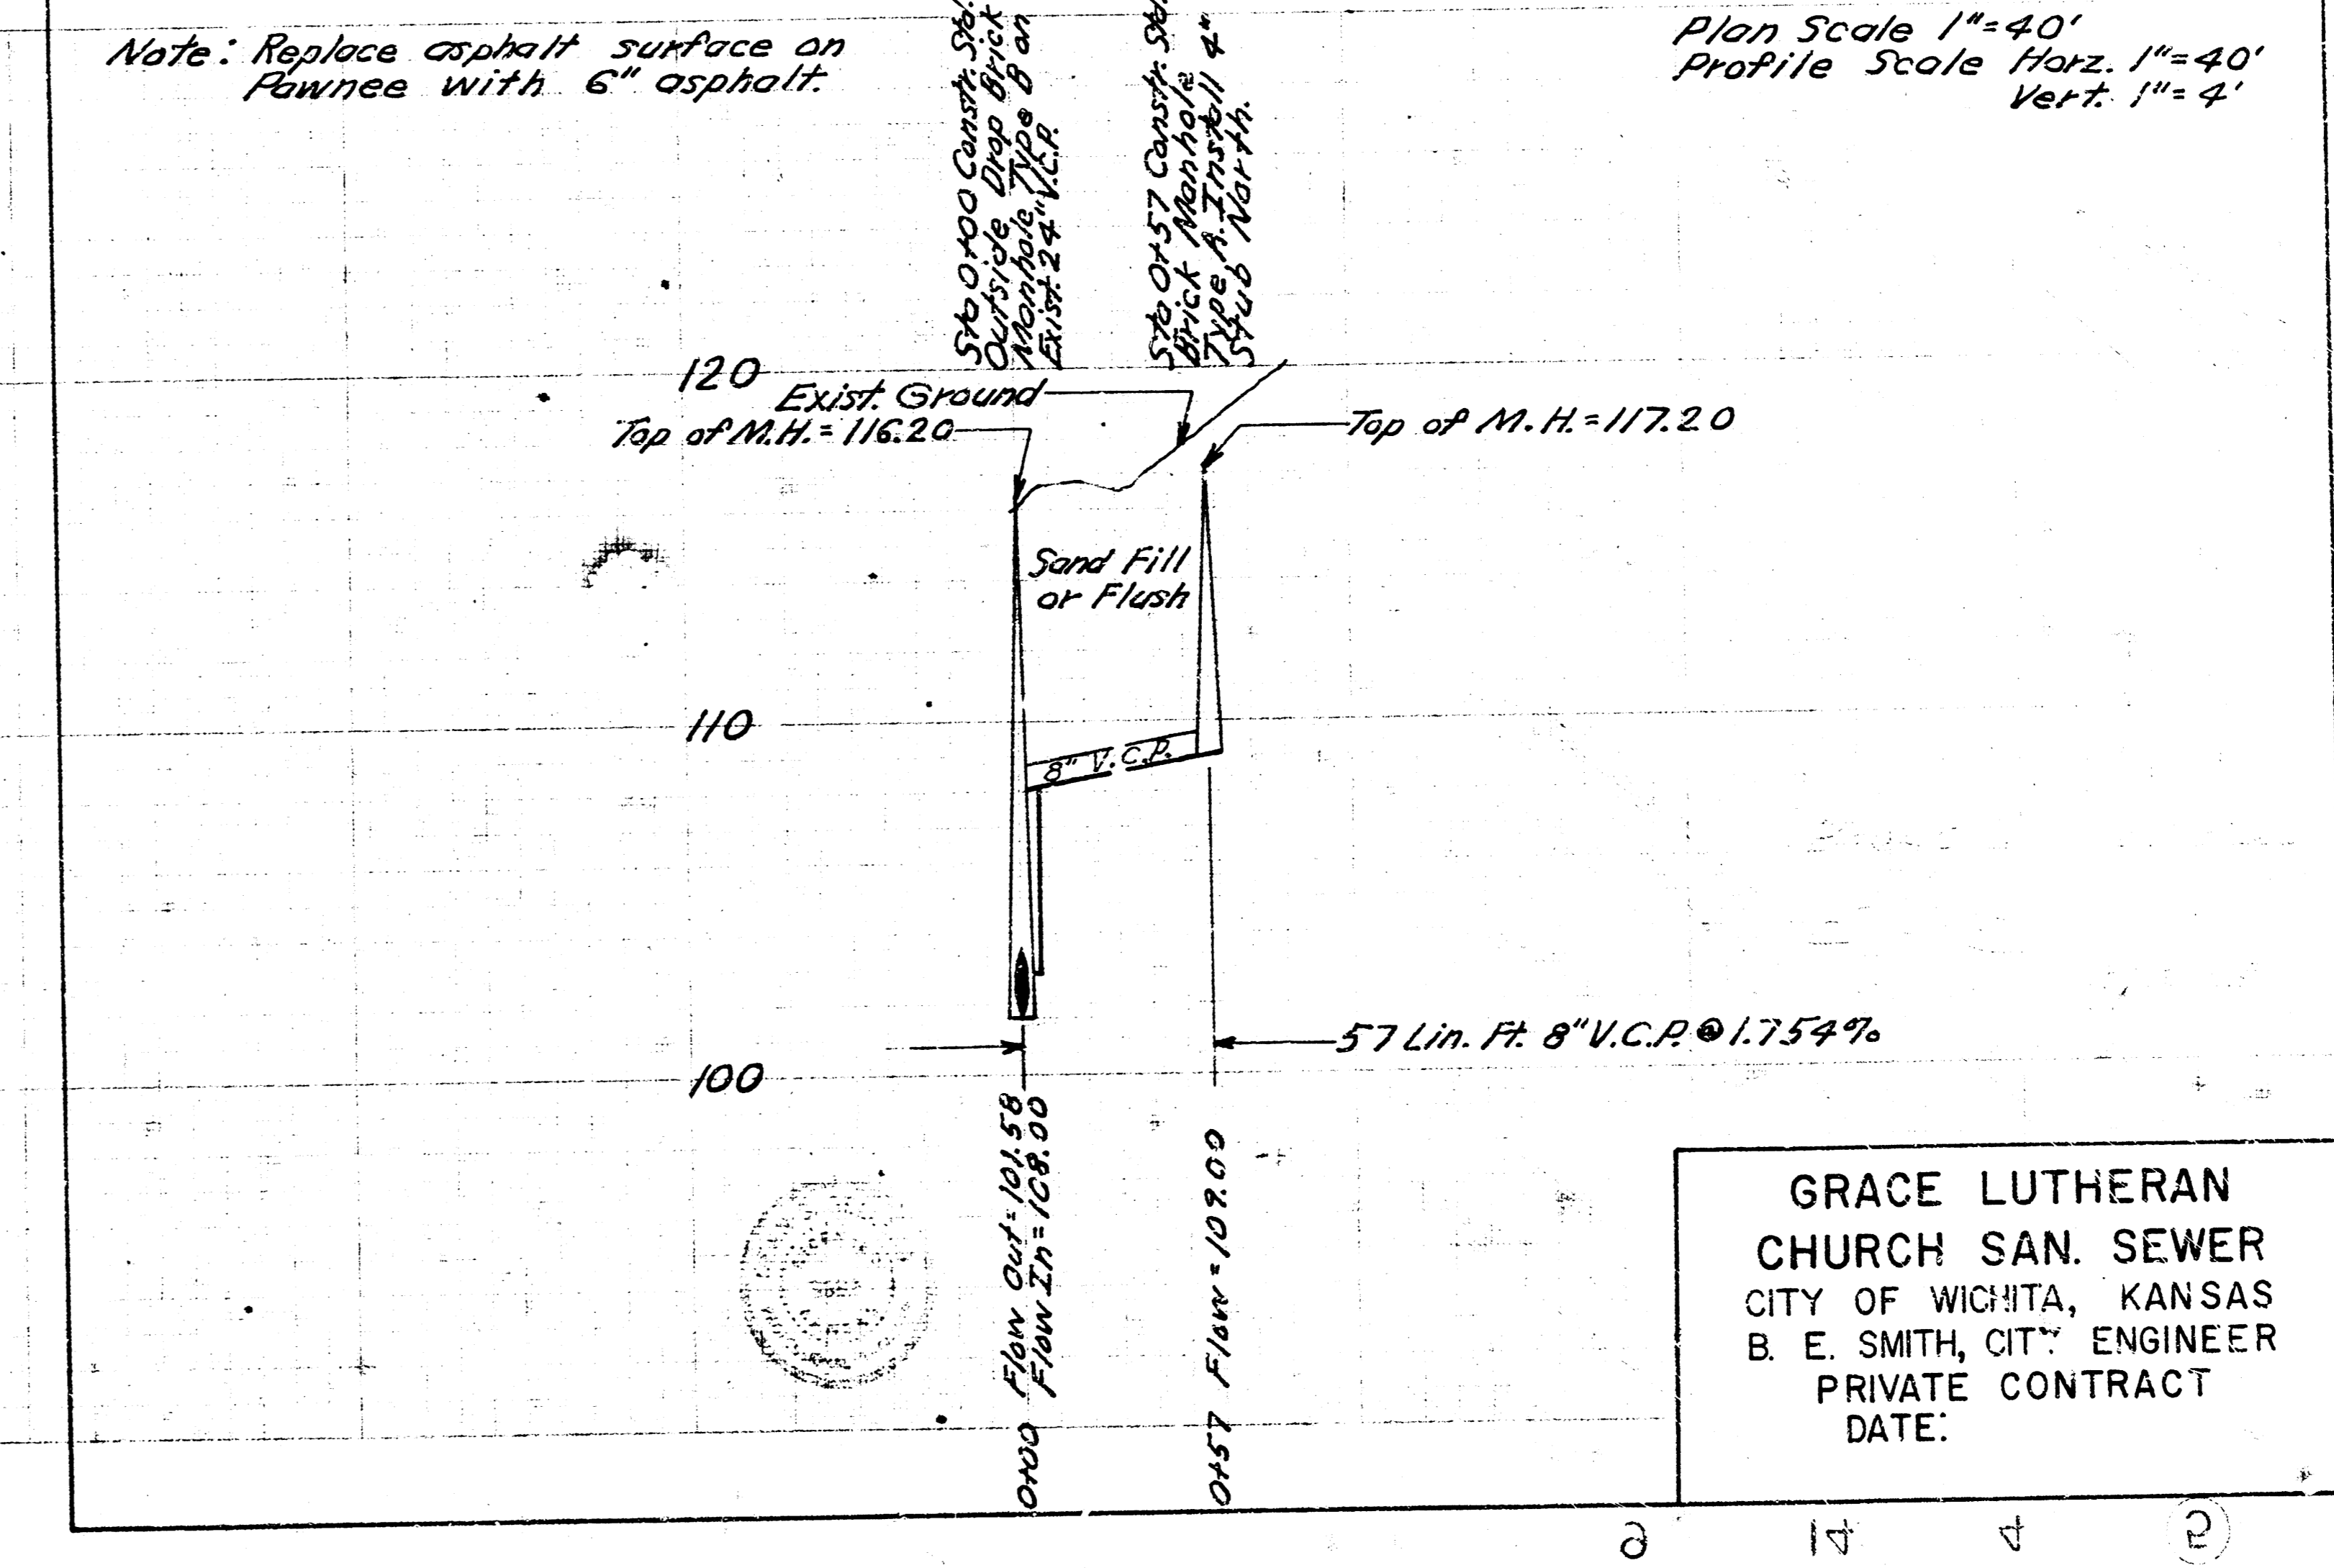 Note: Replace asphalt surface on
Pawnee with 6" asphalt.
Sta 0+00 Constr. Std.
Outside Drop Brick
Manhole Type B on
Exist. 24" V.C.P.
Sta 0+57 Constr. Std.
Brick Manhole
Type A. Install 4"
Stub North.
Plan Scale 1"=40'
Profile Scale Horz. 1"=40'
Vert. 1"=4'
120
Exist. Ground
Top of M.H.=116.20
Top of M.H.=117.20
Sand Fill
or Flush
110
8" V.C.P.
57 Lin. Ft. 8" V.C.P. @ 1.754%
100
0+00 Flow Out=101.58
Flow In=108.00
0+57 Flow=109.00
GRACE LUTHERAN
CHURCH SAN. SEWER
CITY OF WICHITA, KANSAS
B. E. SMITH, CITY ENGINEER
PRIVATE CONTRACT
DATE:
14 4